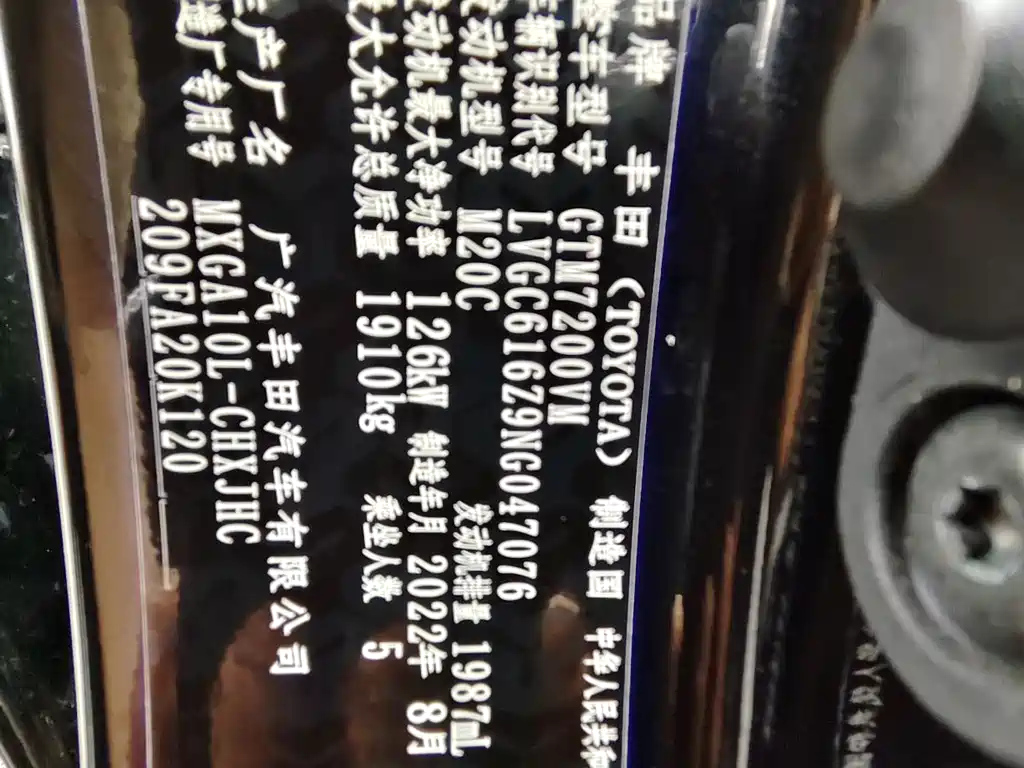 品牌 丰田(TOYOTA) 制造国 中华人民共和
整车型号 GTM7200VM
车辆识别代号 LVGC616Z9NG047076
发动机型号 M20C 发动机排量 1987mL
发动机最大净功率 126kW 制造年月 2022年 8月
最大允许总质量 1910kg 乘坐人数 5
生产厂名 广汽丰田汽车有限公司
造厂专用号 MXGA10L-CHXJHC
209FA20K120